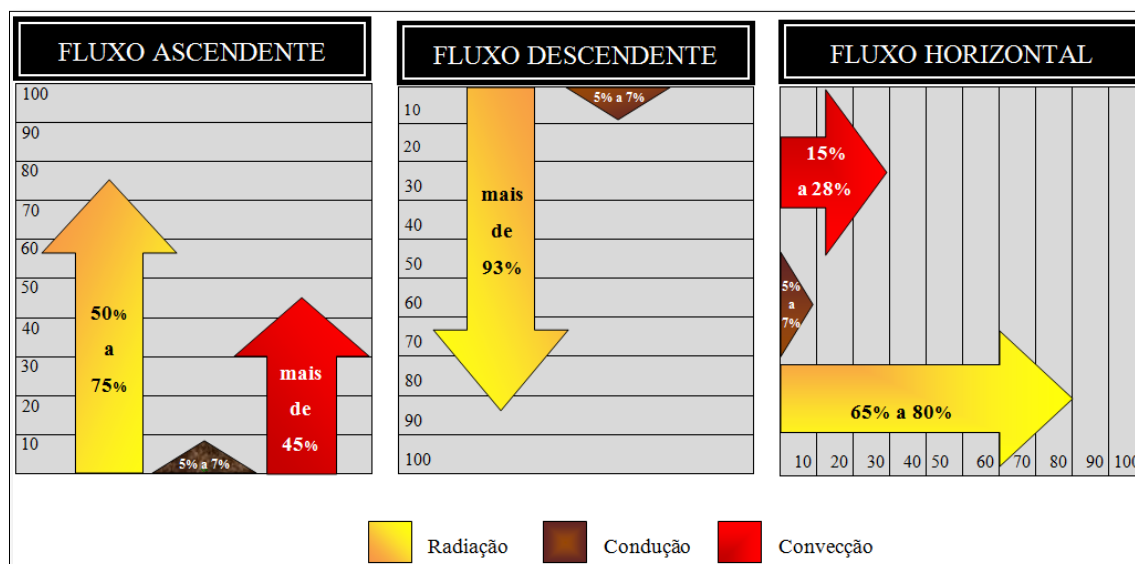 FLUXO ASCENDENTE
100
90
80
70
60
50
40
30
20
10
50%
a
75%
5% a 7%
mais
de
45%
FLUXO DESCENDENTE
10
20
30
40
50
60
70
80
90
100
mais
de
93%
5% a 7%
FLUXO HORIZONTAL
15%
a 28%
5%
a
7%
65% a 80%
10 20 30 40 50 60 70 80 90 100
Radiação Condução Convecção